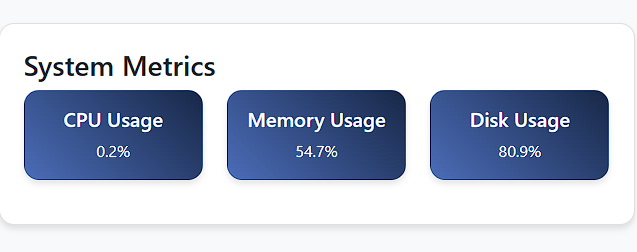 System Metrics
CPU Usage
0.2%
Memory Usage
54.7%
Disk Usage
80.9%